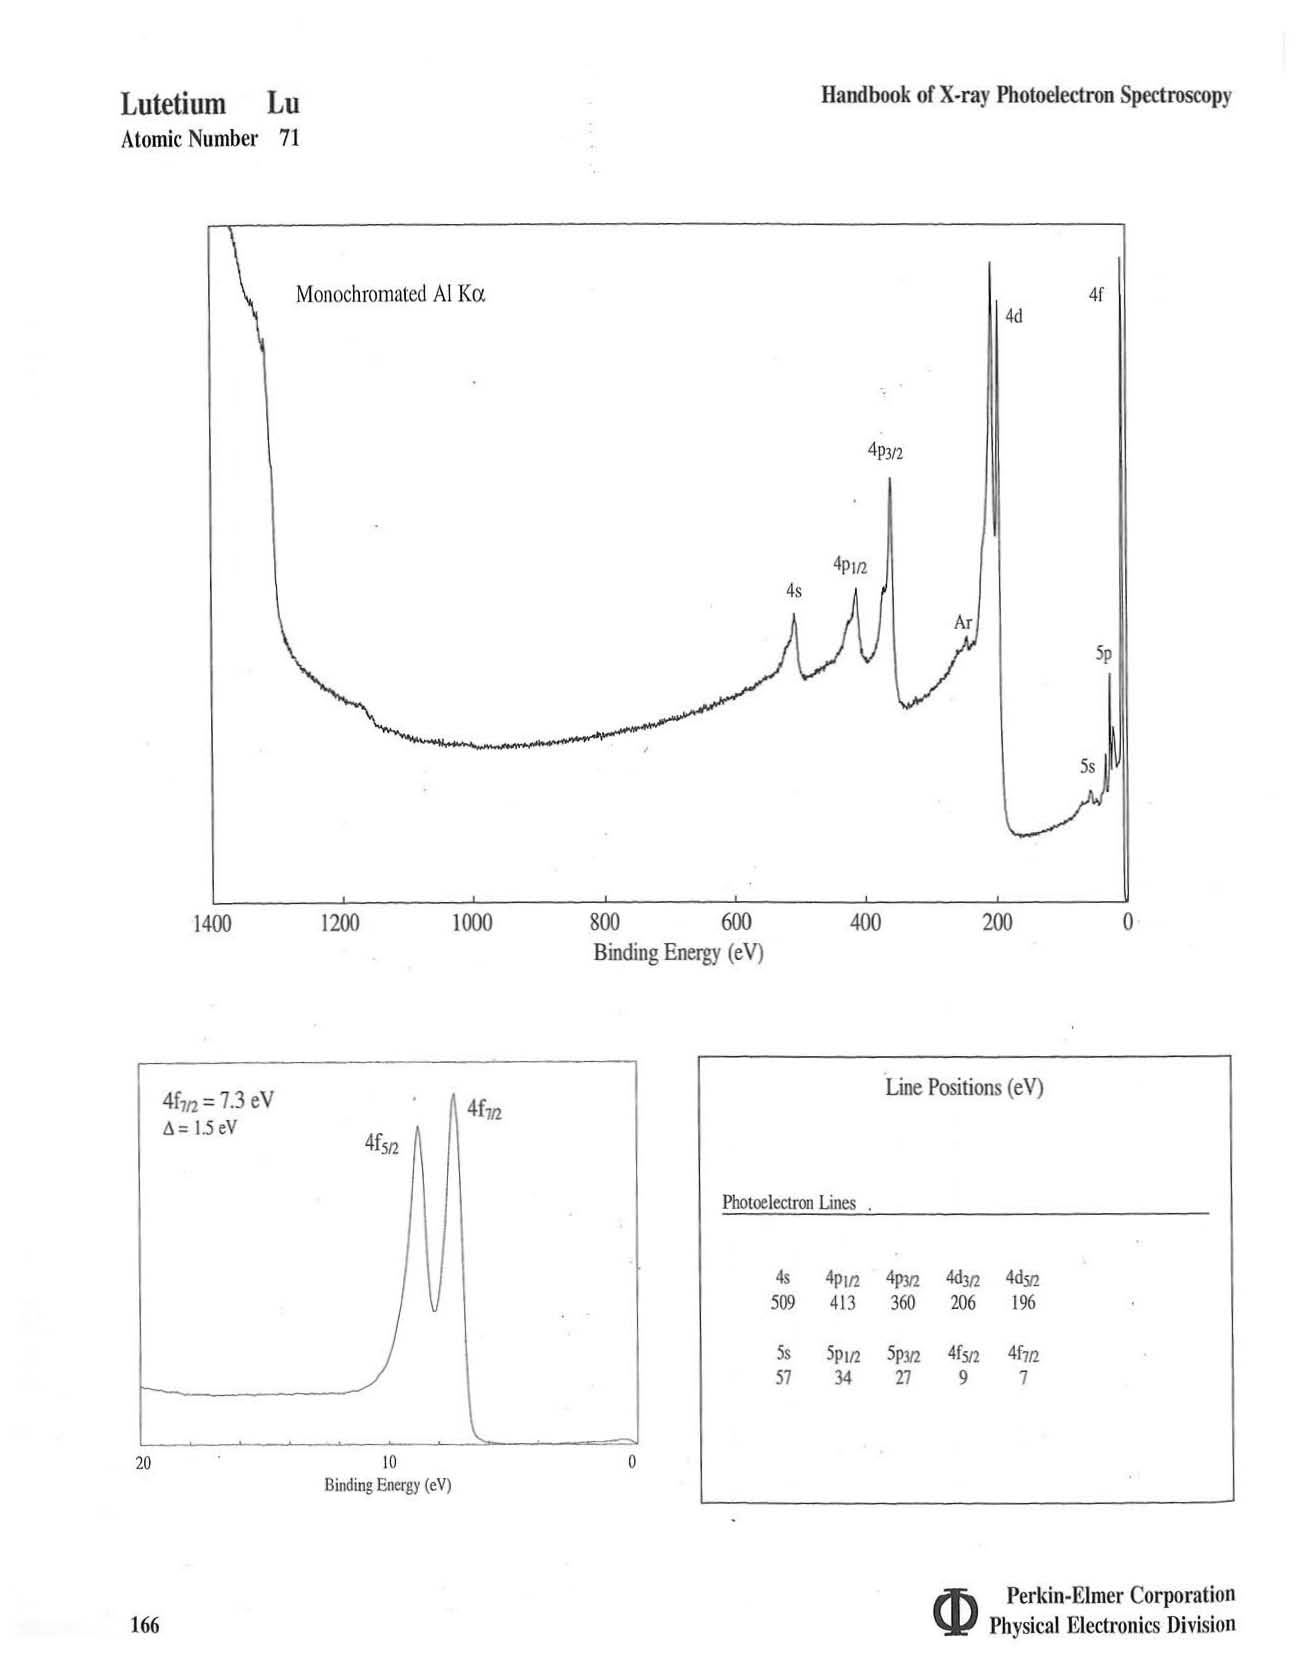 Lutetium Lu
Atomic Number 71
Handbook of X-ray Photoelectron Spectroscopy
Monochromated Al Kα
4f
4d
4p3/2
4p1/2
4s
Ar
5p
5s
1400 1200 1000 800 600 400 200 0
Binding Energy (eV)
4f7/2 = 7.3 eV
Δ = 1.5 eV
4f5/2
4f7/2
20 10 0
Binding Energy (eV)
Line Positions (eV)
Photoelectron Lines
4s 4p1/2 4p3/2 4d3/2 4d5/2
509 413 360 206 196
5s 5p1/2 5p3/2 4f5/2 4f7/2
57 34 27 9 7
166
Perkin-Elmer Corporation
Physical Electronics Division